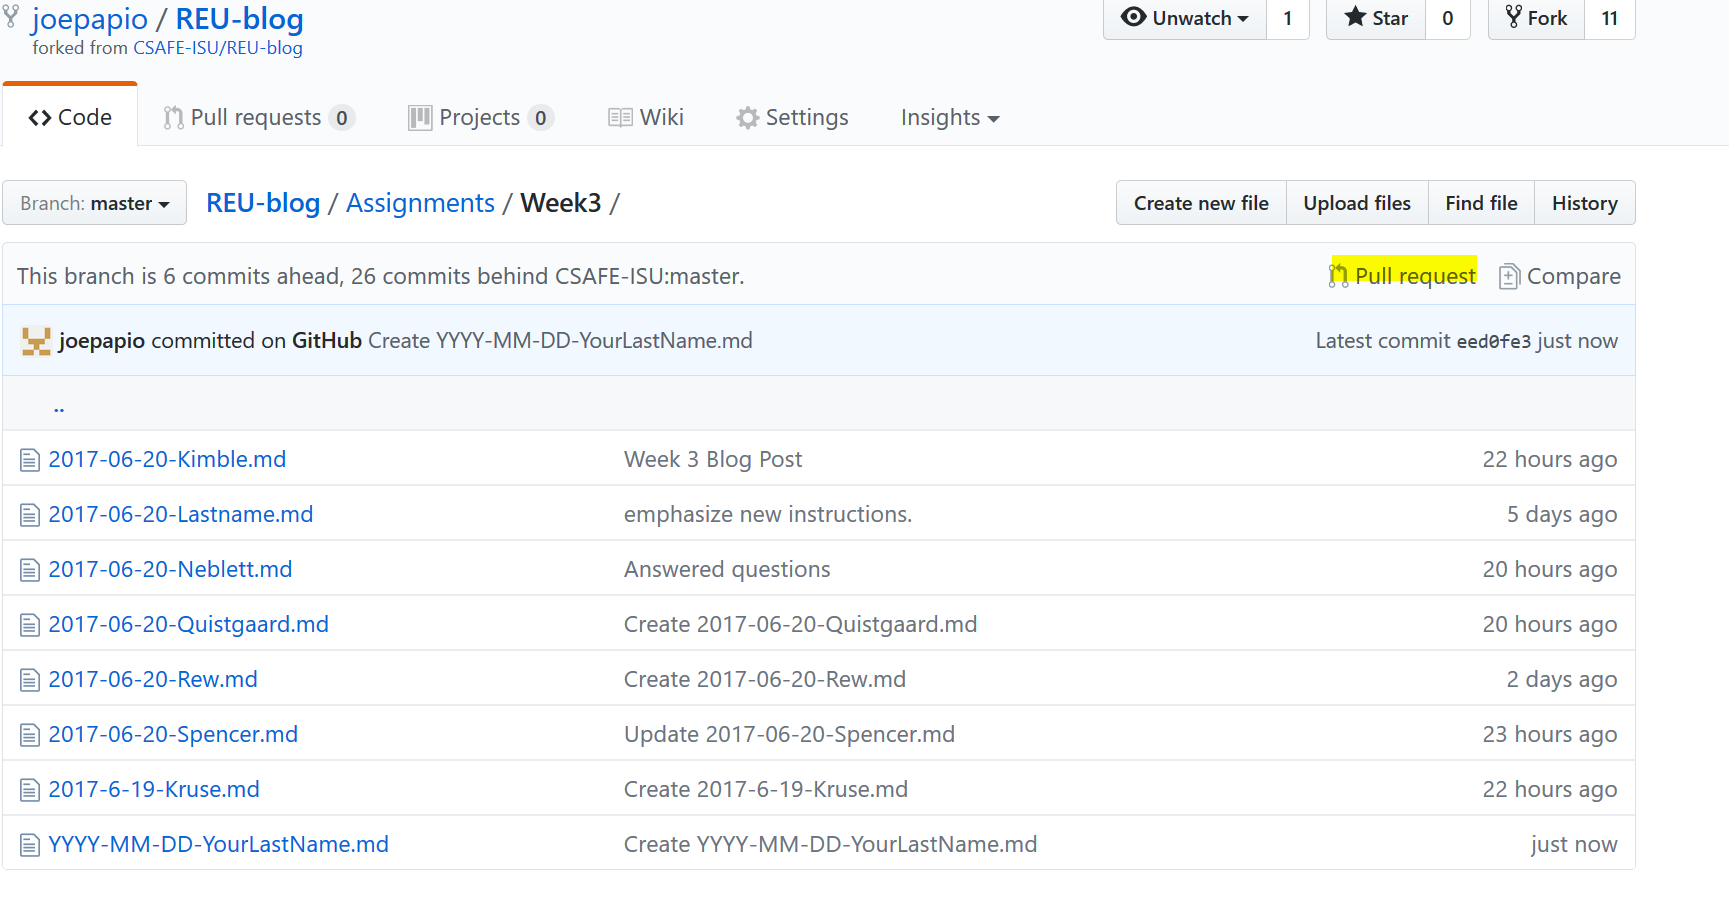 joepapio / REU-blog
forked from CSAFE-ISU/REU-blog
Unwatch 1 Star 0 Fork 11
Code Pull requests 0 Projects 0 Wiki Settings Insights
Branch: master REU-blog / Assignments / Week3 / Create new file Upload files Find file History
This branch is 6 commits ahead, 26 commits behind CSAFE-ISU:master. Pull request Compare
joepapio committed on GitHub Create YYYY-MM-DD-YourLastName.md Latest commit eed0fe3 just now
..
2017-06-20-Kimble.md Week 3 Blog Post 22 hours ago
2017-06-20-Lastname.md emphasize new instructions. 5 days ago
2017-06-20-Neblett.md Answered questions 20 hours ago
2017-06-20-Quistgaard.md Create 2017-06-20-Quistgaard.md 20 hours ago
2017-06-20-Rew.md Create 2017-06-20-Rew.md 2 days ago
2017-06-20-Spencer.md Update 2017-06-20-Spencer.md 23 hours ago
2017-6-19-Kruse.md Create 2017-6-19-Kruse.md 22 hours ago
YYYY-MM-DD-YourLastName.md Create YYYY-MM-DD-YourLastName.md just now